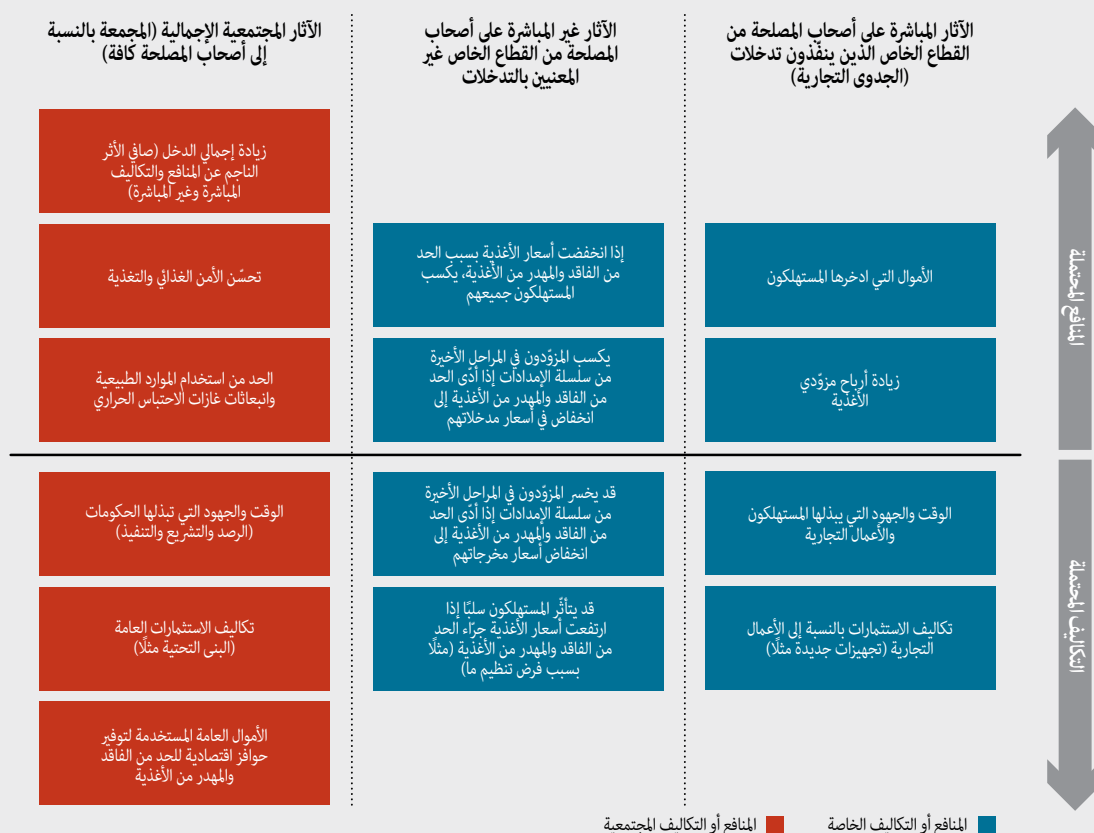 الآثار المباشرة على أصحاب المصلحة من
القطاع الخاص الذين ينفّذون تدخلات
(الجدوى التجارية)
الآثار غير المباشرة على أصحاب
المصلحة من القطاع الخاص غير
المعنيين بالتدخلات
الآثار المجتمعية الإجمالية (المجمعة بالنسبة
إلى أصحاب المصلحة كافة)
المنافع المحتملة
زيادة إجمالي الدخل (صافي الأثر
الناجم عن المنافع والتكاليف
المباشرة وغير المباشرة)
الأموال التي ادخرها المستهلكون
إذا انخفضت أسعار الأغذية بسبب الحد
من الفاقد والمهدر من الأغذية، يكسب
المستهلكون جميعهم
تحسّن الأمن الغذائي والتغذية
زيادة أرباح مزوّدي
الأغذية
يكسب المزوّدون في المراحل الأخيرة
من سلسلة الإمدادات إذا أدّى الحد
من الفاقد والمهدر من الأغذية إلى
انخفاض في أسعار مدخلاتهم
الحد من استخدام الموارد الطبيعية
وانبعاثات غازات الاحتباس الحراري
التكاليف المحتملة
الوقت والجهود التي يبذلها المستهلكون
والأعمال التجارية
قد يخسر المزوّدون في المراحل الأخيرة
من سلسلة الإمدادات إذا أدّى الحد
من الفاقد والمهدر من الأغذية إلى
انخفاض أسعار مخرجاتهم
الوقت والجهود التي تبذلها الحكومات
(الرصد والتشريع والتنفيذ)
تكاليف الاستثمارات بالنسبة إلى الأعمال
التجارية (تجهيزات جديدة مثلًا)
قد يتأثّر المستهلكون سلبًا إذا
ارتفعت أسعار الأغذية جرّاء الحد
من الفاقد والمهدر من الأغذية (مثلًا
بسبب فرض تنظيم ما)
تكاليف الاستثمارات العامة
(البنى التحتية مثلًا)
الأموال العامة المستخدمة لتوفير
حوافز اقتصادية للحد من الفاقد
والمهدر من الأغذية
المنافع أو التكاليف الخاصة
المنافع أو التكاليف المجتمعية